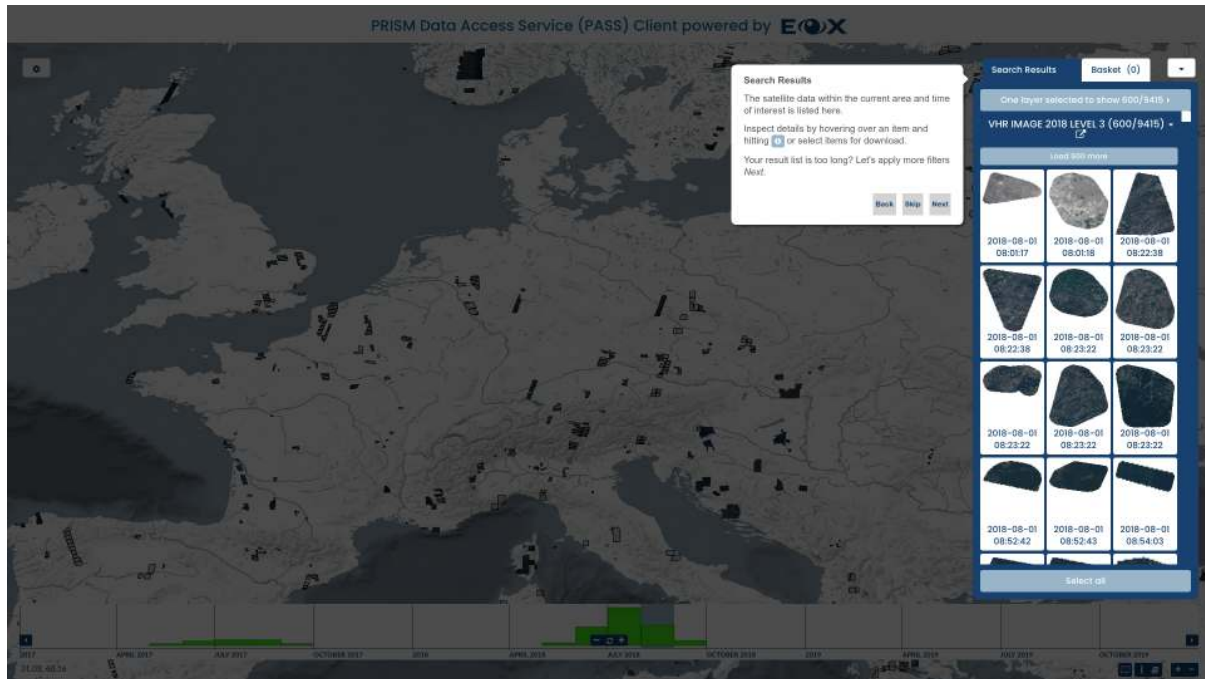 PRISM Data Access Service (PASS) Client powered by EOX
Search Results
The satellite data within the current area and time
of interest is listed here.
Inspect details by hovering over an item and
hitting or select items for download.
Your result list is too long? Let's apply more filters
Next.
Back Skip Next
Search Results Basket (0)
One layer selected to show 600/9415
VHR IMAGE 2018 LEVEL 3 (600/9415)
Load 600 more
2018-08-01 2018-08-01 2018-08-01
08:01:17 08:01:18 08:22:38
2018-08-01 2018-08-01 2018-08-01
08:22:38 08:23:22 08:23:22
2018-08-01 2018-08-01 2018-08-01
08:23:22 08:23:22 08:23:22
2018-08-01 2018-08-01 2018-08-01
08:52:42 08:52:43 08:54:03
Select all
2017 APRIL 2017 JULY 2017 OCTOBER 2017 2018 APRIL 2018 JULY 2018 OCTOBER 2018 2019 APRIL 2019 JULY 2019 OCTOBER 2019